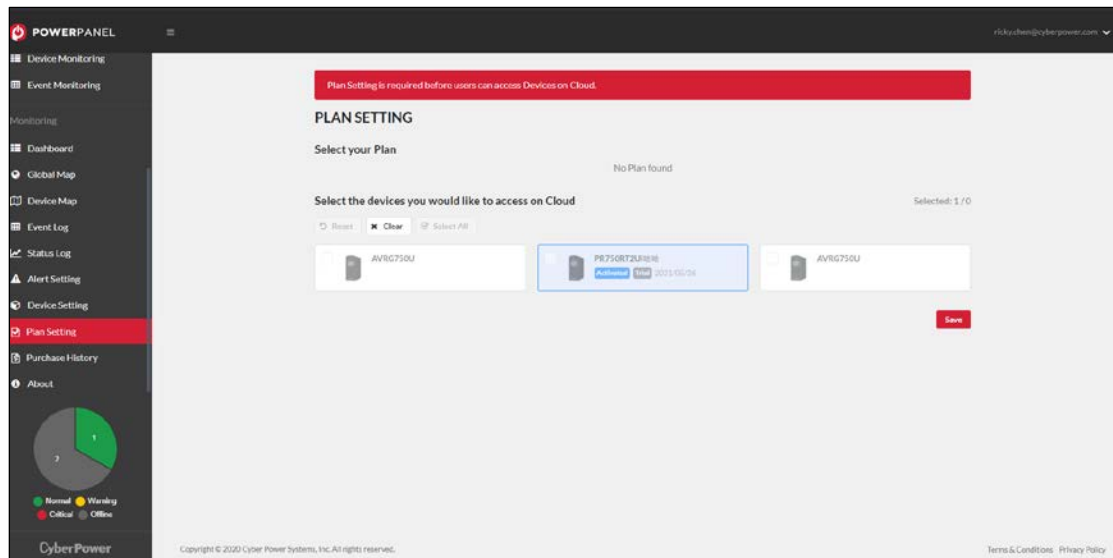 POWERPANEL
ricky.chen@cyberpower.com
Device Monitoring
Event Monitoring
Monitoring
Dashboard
Global Map
Device Map
Event Log
Status Log
Alert Setting
Device Setting
Plan Setting
Purchase History
About
1
2
Normal
Warning
Critical
Offline
CyberPower
Plan Setting is required before users can access Devices on Cloud.
PLAN SETTING
Select your Plan
No Plan found
Select the devices you would like to access on Cloud
Selected: 1 / 0
Reset
Clear
Select All
AVRG750U
PR750RT2U
Activated Trial
AVRG750U
Save
Copyright © 2020 Cyber Power Systems, Inc. All rights reserved.
Terms & Conditions Privacy Policy